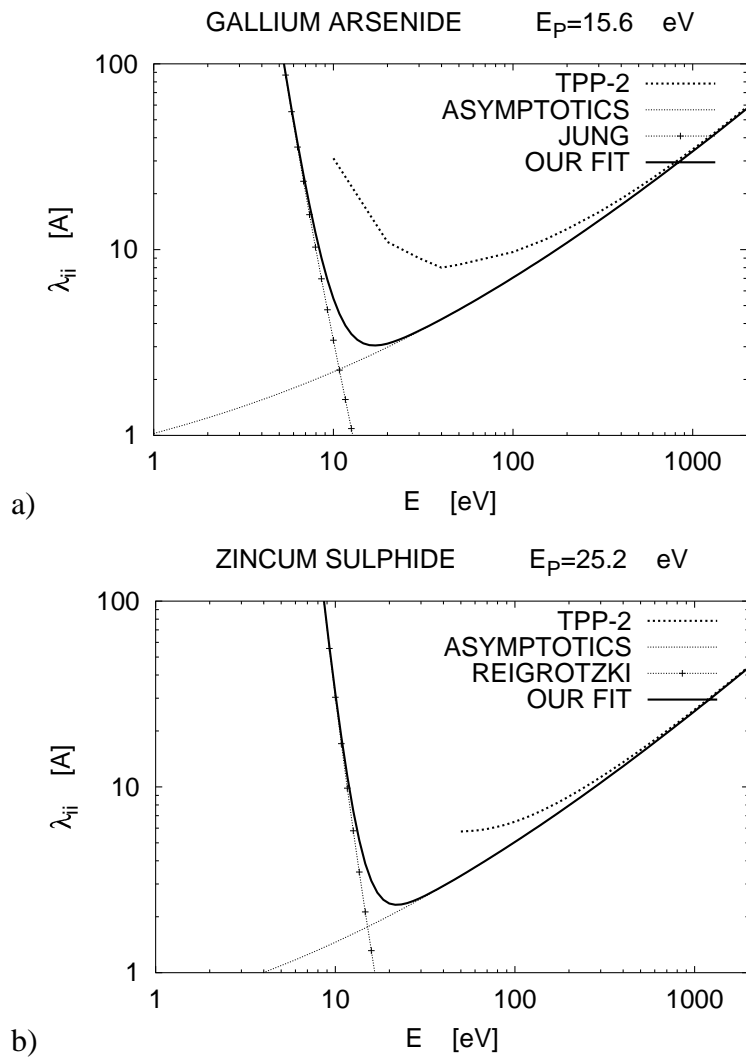 GALLIUM ARSENIDE E_P=15.6 eV
100
TPP-2
ASYMPTOTICS
JUNG
OUR FIT
λ_ii [A]
10
1
1 10 100 1000
E [eV]
a)
ZINCUM SULPHIDE E_P=25.2 eV
100
TPP-2
ASYMPTOTICS
REIGROTZKI
OUR FIT
λ_ii [A]
10
1
1 10 100 1000
E [eV]
b)